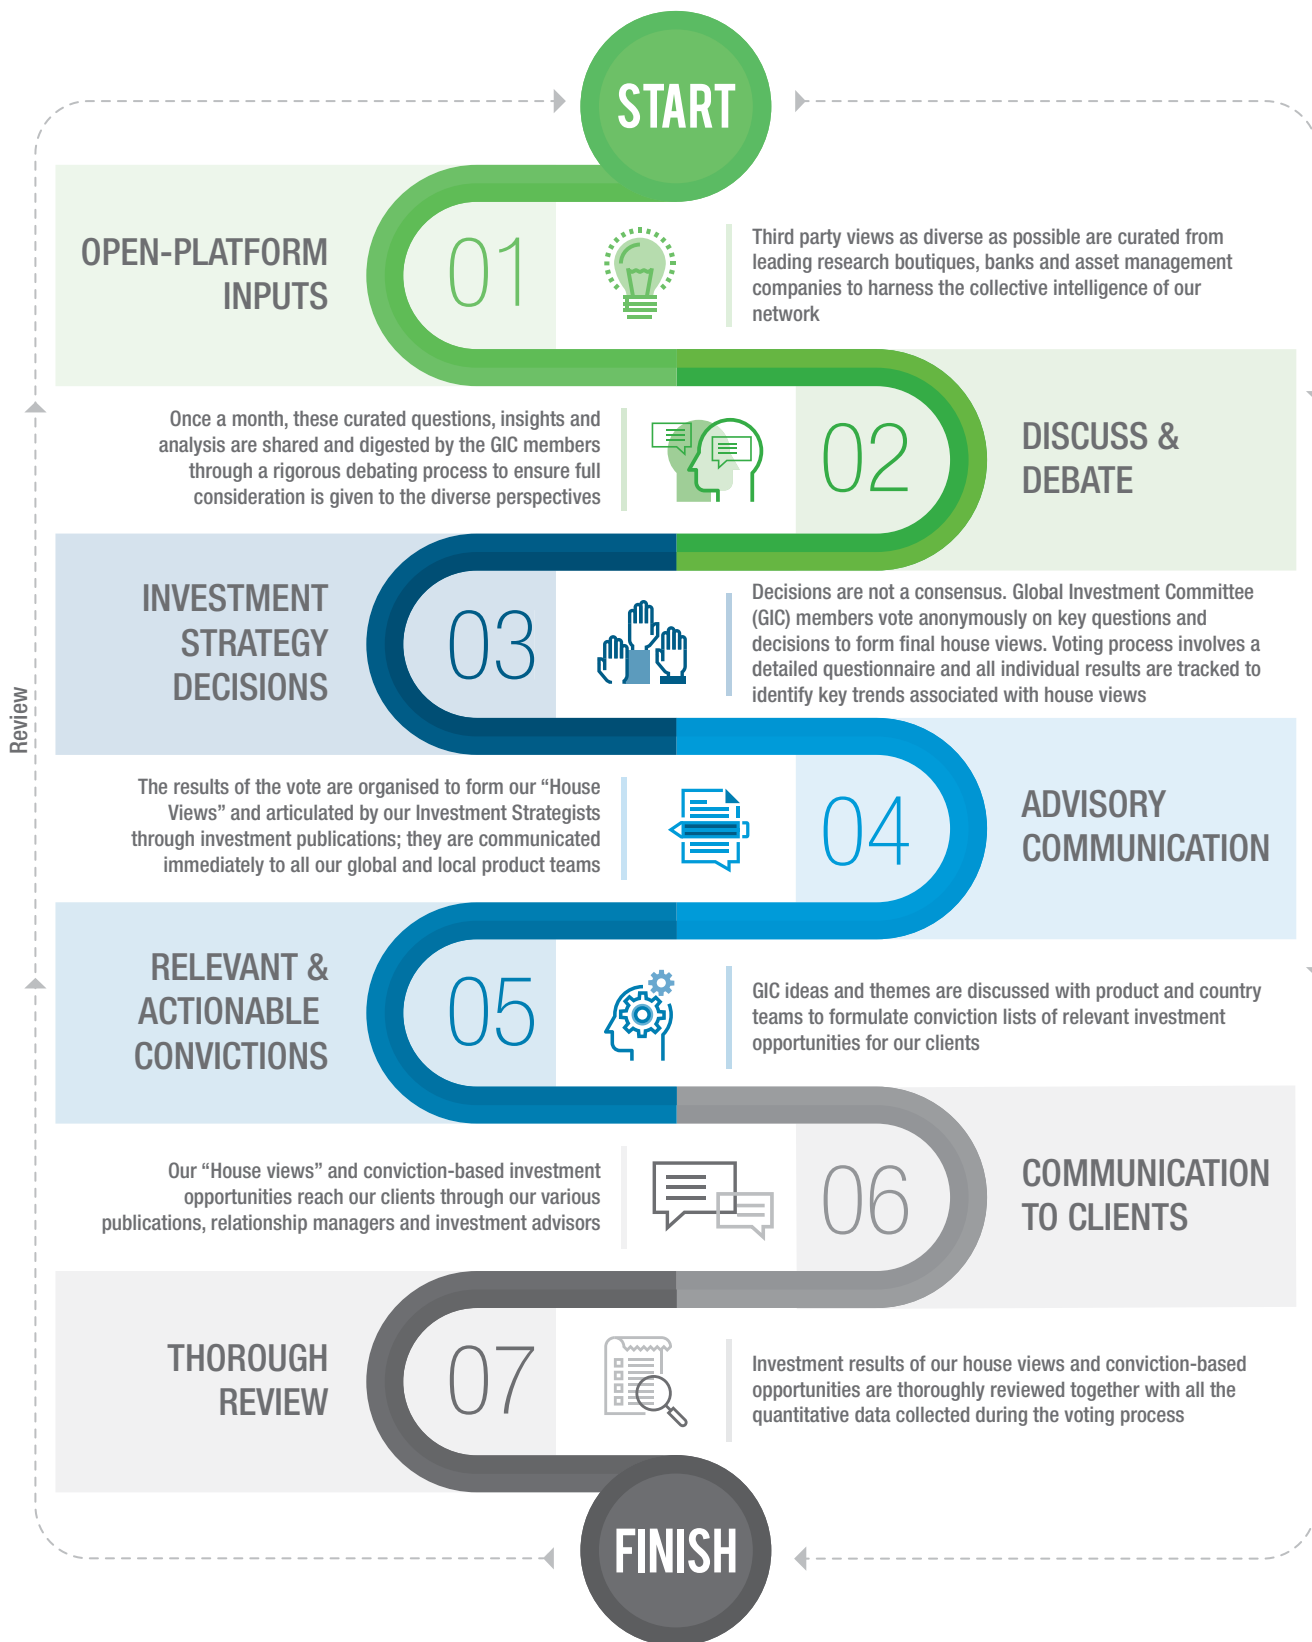 START
OPEN-PLATFORM
INPUTS
01
Third party views as diverse as possible are curated from
leading research boutiques, banks and asset management
companies to harness the collective intelligence of our
network
Once a month, these curated questions, insights and
analysis are shared and digested by the GIC members
through a rigorous debating process to ensure full
consideration is given to the diverse perspectives
02
DISCUSS &
DEBATE
INVESTMENT
STRATEGY
DECISIONS
03
Decisions are not a consensus. Global Investment Committee
(GIC) members vote anonymously on key questions and
decisions to form final house views. Voting process involves a
detailed questionnaire and all individual results are tracked to
identify key trends associated with house views
Review
The results of the vote are organised to form our “House
Views” and articulated by our Investment Strategists
through investment publications; they are communicated
immediately to all our global and local product teams
04
ADVISORY
COMMUNICATION
RELEVANT &
ACTIONABLE
CONVICTIONS
05
GIC ideas and themes are discussed with product and country
teams to formulate conviction lists of relevant investment
opportunities for our clients
Our “House views” and conviction-based investment
opportunities reach our clients through our various
publications, relationship managers and investment advisors
06
COMMUNICATION
TO CLIENTS
THOROUGH
REVIEW
07
Investment results of our house views and conviction-based
opportunities are thoroughly reviewed together with all the
quantitative data collected during the voting process
FINISH